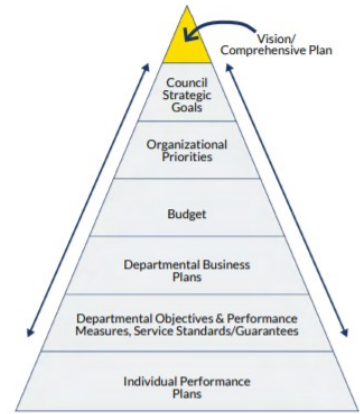 Vision/
Comprehensive Plan
Council
Strategic
Goals
Organizational
Priorities
Budget
Departmental Business
Plans
Departmental Objectives & Performance
Measures, Service Standards/Guarantees
Individual Performance
Plans